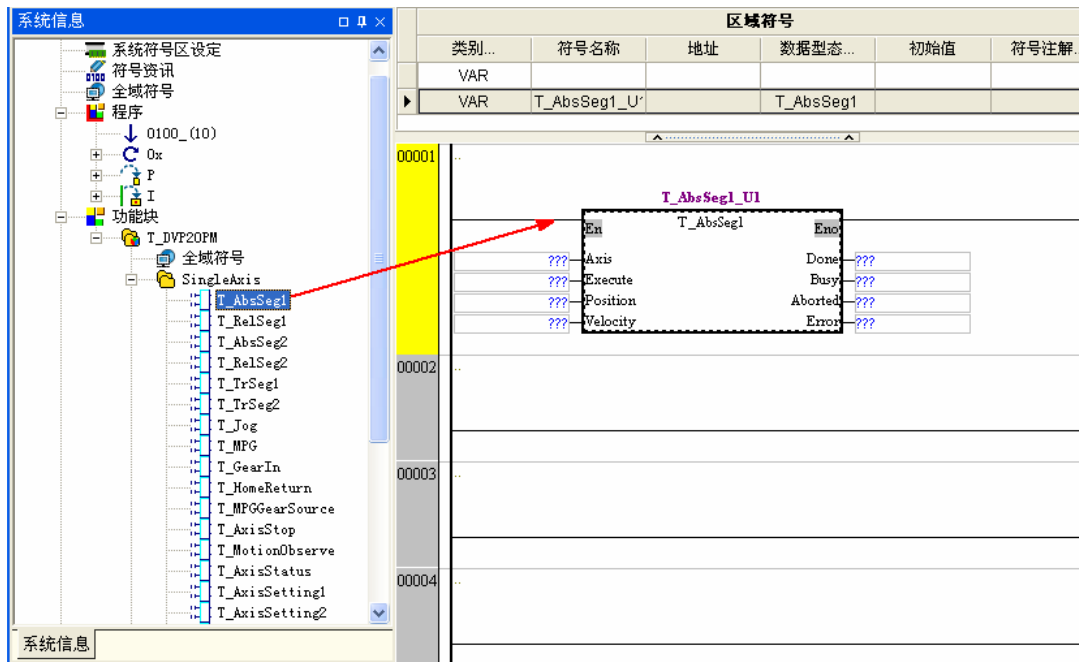 系统信息
系统符号区设定
符号资讯
全域符号
程序
O100_(10)
Ox
P
I
功能块
T_DVP20PM
全域符号
SingleAxis
T_AbsSeg1
T_RelSeg1
T_AbsSeg2
T_RelSeg2
T_TrSeg1
T_TrSeg2
T_Jog
T_MPG
T_GearIn
T_HomeReturn
T_MPGGearSource
T_AxisStop
T_MotionObserve
T_AxisStatus
T_AxisSetting1
T_AxisSetting2
系统信息
区域符号
类别... 符号名称 地址 数据型态... 初始值 符号注解...
VAR
VAR T_AbsSeg1_U1 T_AbsSeg1
00001
T_AbsSeg1_U1
T_AbsSeg1
En Eno
??? Axis Done ???
??? Execute Busy ???
??? Position Aborted ???
??? Velocity Error ???
00002
00003
00004